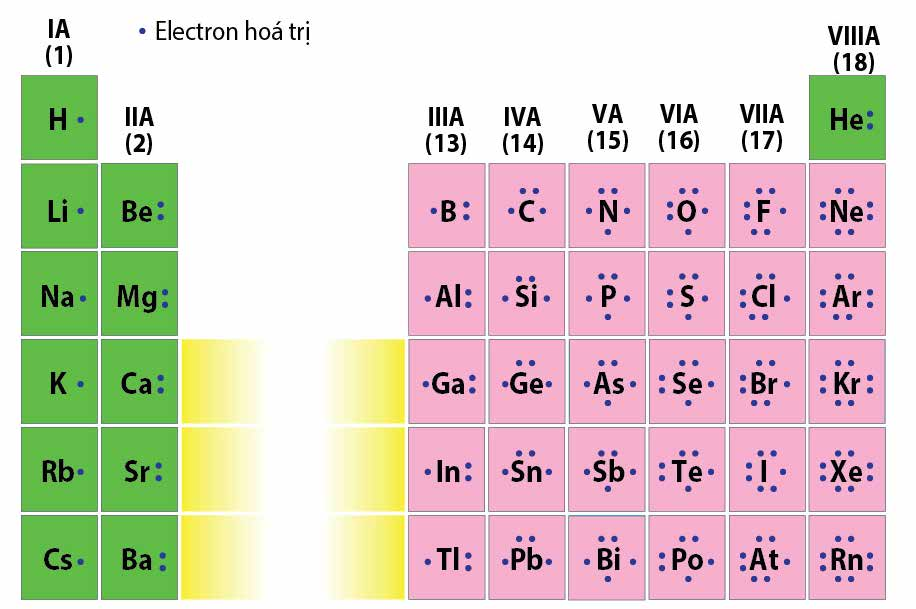 IA
(1)
• Electron hoá trị
VIIIA
(18)
IIA
(2)
IIIA
(13)
IVA
(14)
VA
(15)
VIA
(16)
VIIA
(17)
H He
Li Be B C N O F Ne
Na Mg Al Si P S Cl Ar
K Ca Ga Ge As Se Br Kr
Rb Sr In Sn Sb Te I Xe
Cs Ba Tl Pb Bi Po At Rn